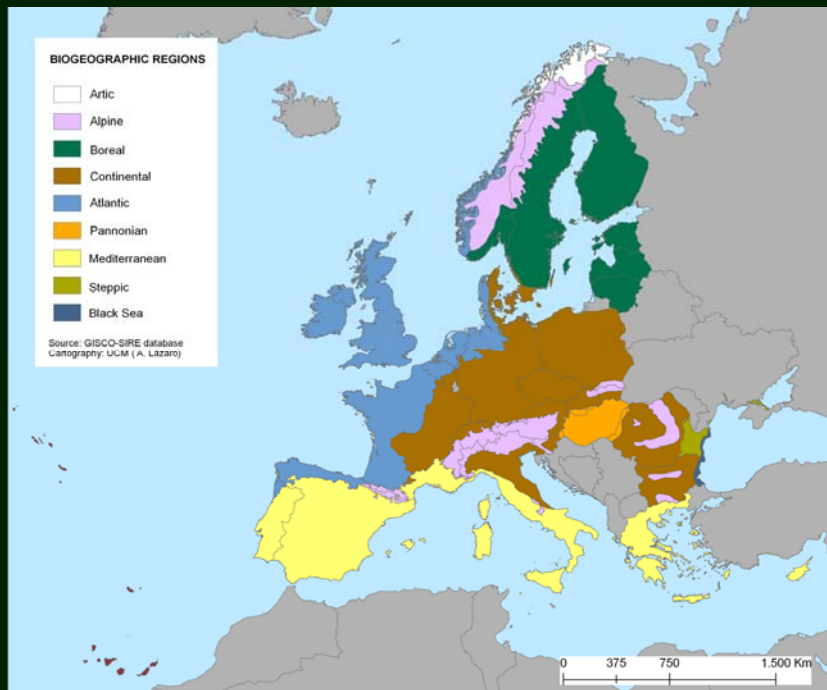 BIOGEOGRAPHIC REGIONS
Artic
Alpine
Boreal
Continental
Atlantic
Pannonian
Mediterranean
Steppic
Black Sea
Source: GISCO-SIRE database
Cartography: UCM ( A. Lázaro)
0 375 750 1.500 Km